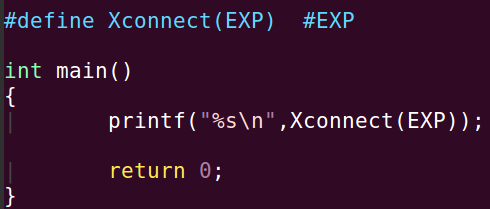 #define Xconnect(EXP)  #EXP
int main()
{
        printf("%s\n",Xconnect(EXP));
        return 0;
}